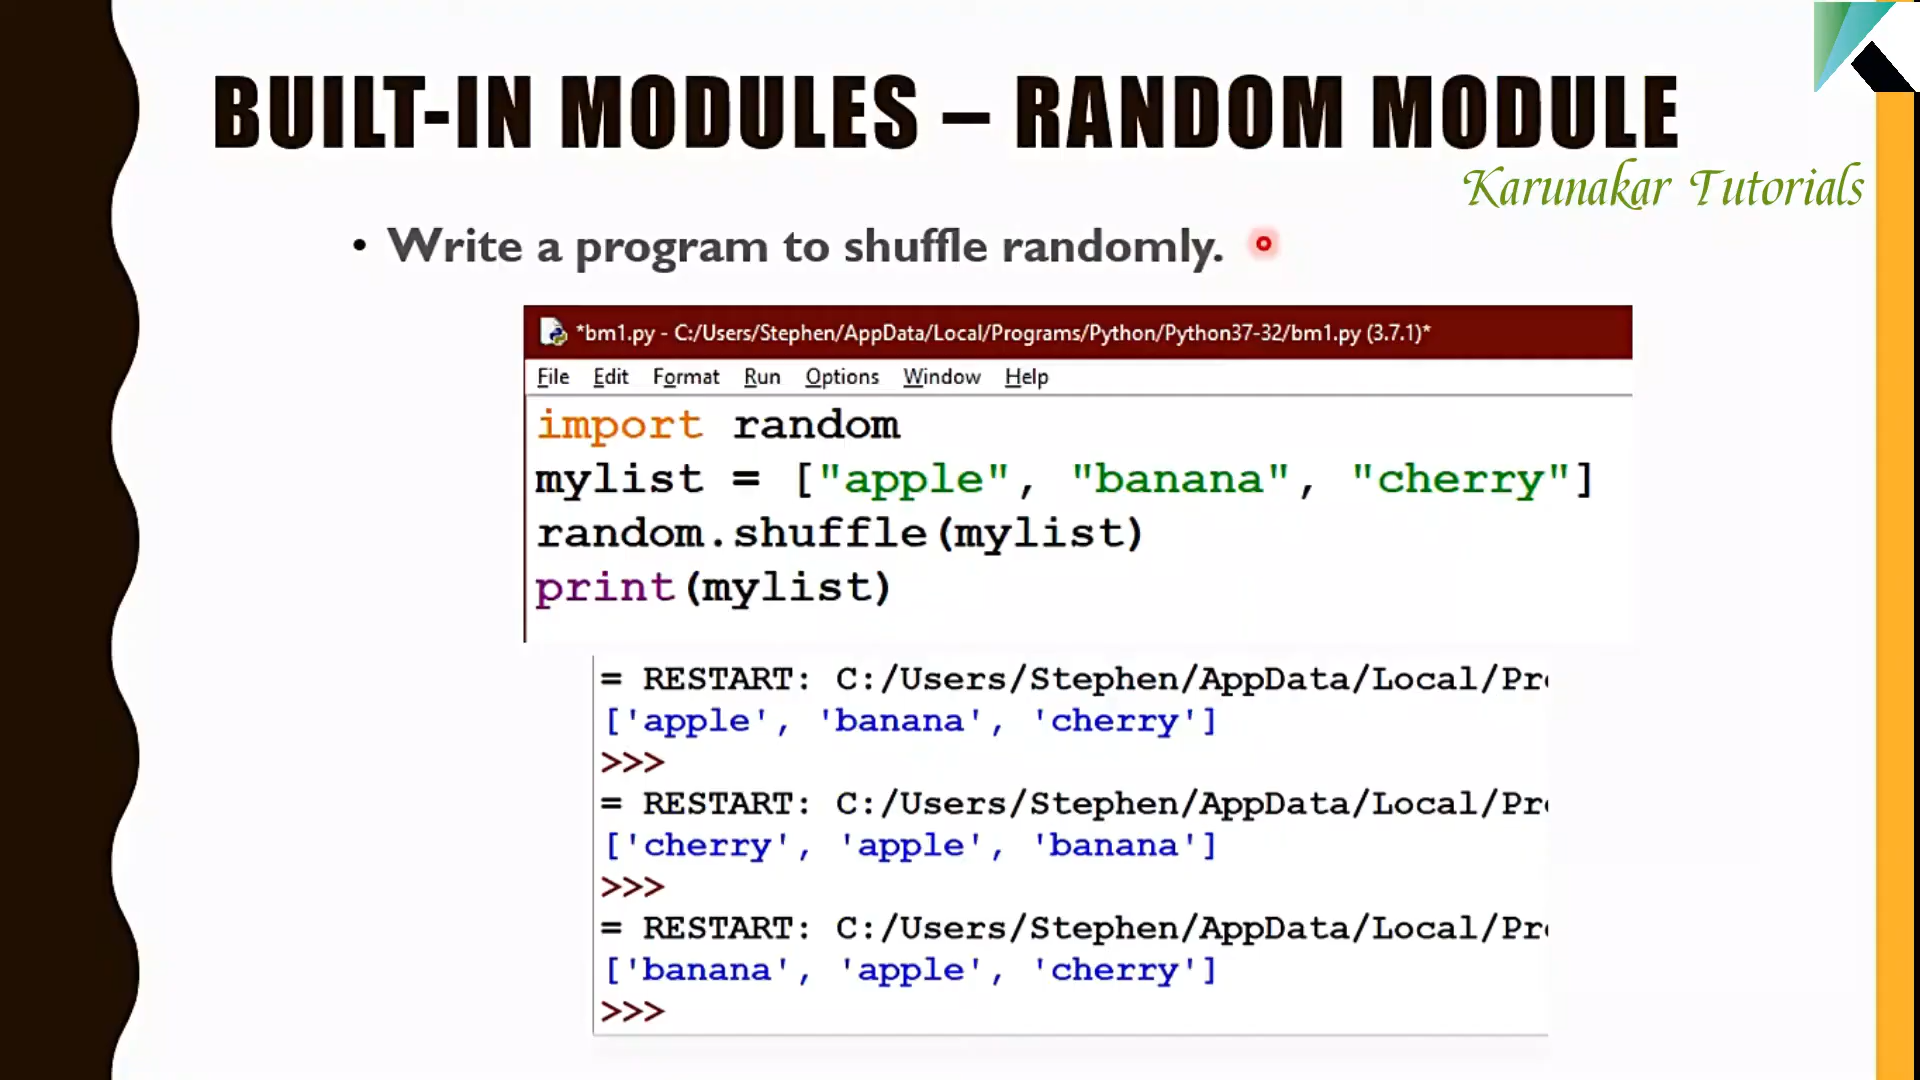 BUILT-IN MODULES – RANDOM MODULE
Karunakar Tutorials
• Write a program to shuffle randomly.
*bm1.py - C:/Users/Stephen/AppData/Local/Programs/Python/Python37-32/bm1.py (3.7.1)*
File Edit Format Run Options Window Help
import random
mylist = ["apple", "banana", "cherry"]
random.shuffle(mylist)
print(mylist)
= RESTART: C:/Users/Stephen/AppData/Local/Pr
['apple', 'banana', 'cherry']
>>>
= RESTART: C:/Users/Stephen/AppData/Local/Pr
['cherry', 'apple', 'banana']
>>>
= RESTART: C:/Users/Stephen/AppData/Local/Pr
['banana', 'apple', 'cherry']
>>>